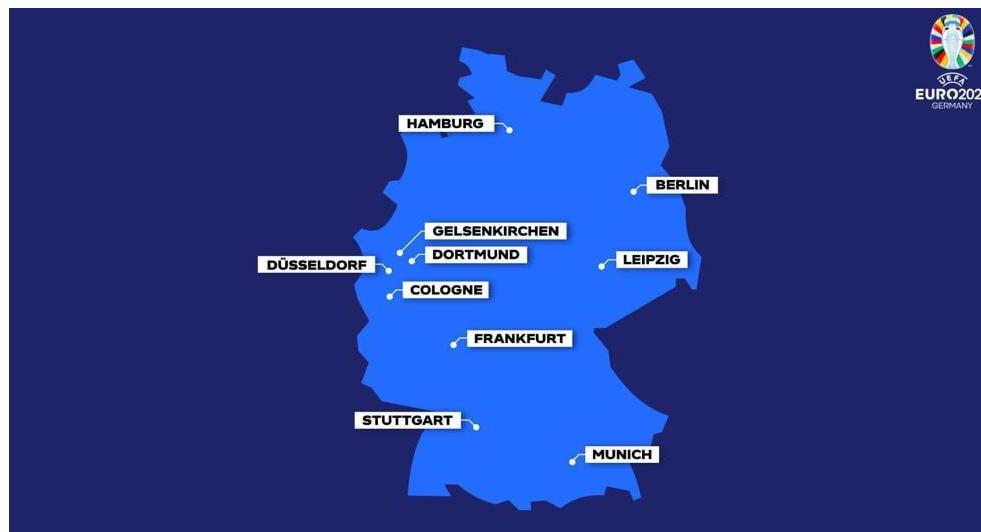 UEFA
EURO202
GERMANY
HAMBURG
BERLIN
GELSENKIRCHEN
DORTMUND
LEIPZIG
DÜSSELDORF
COLOGNE
FRANKFURT
STUTTGART
MUNICH